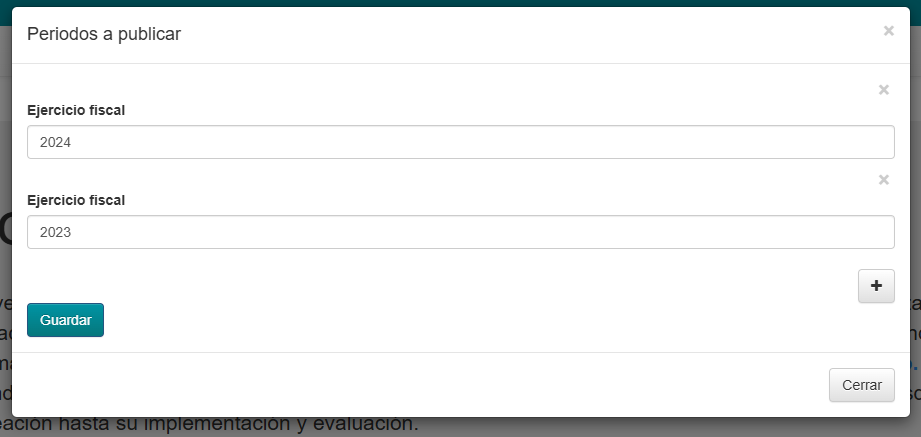 Periodos a publicar
×
×
Ejercicio fiscal
2024
×
Ejercicio fiscal
2023
+
Guardar
Cerrar
eación hasta su implementación y evaluación.